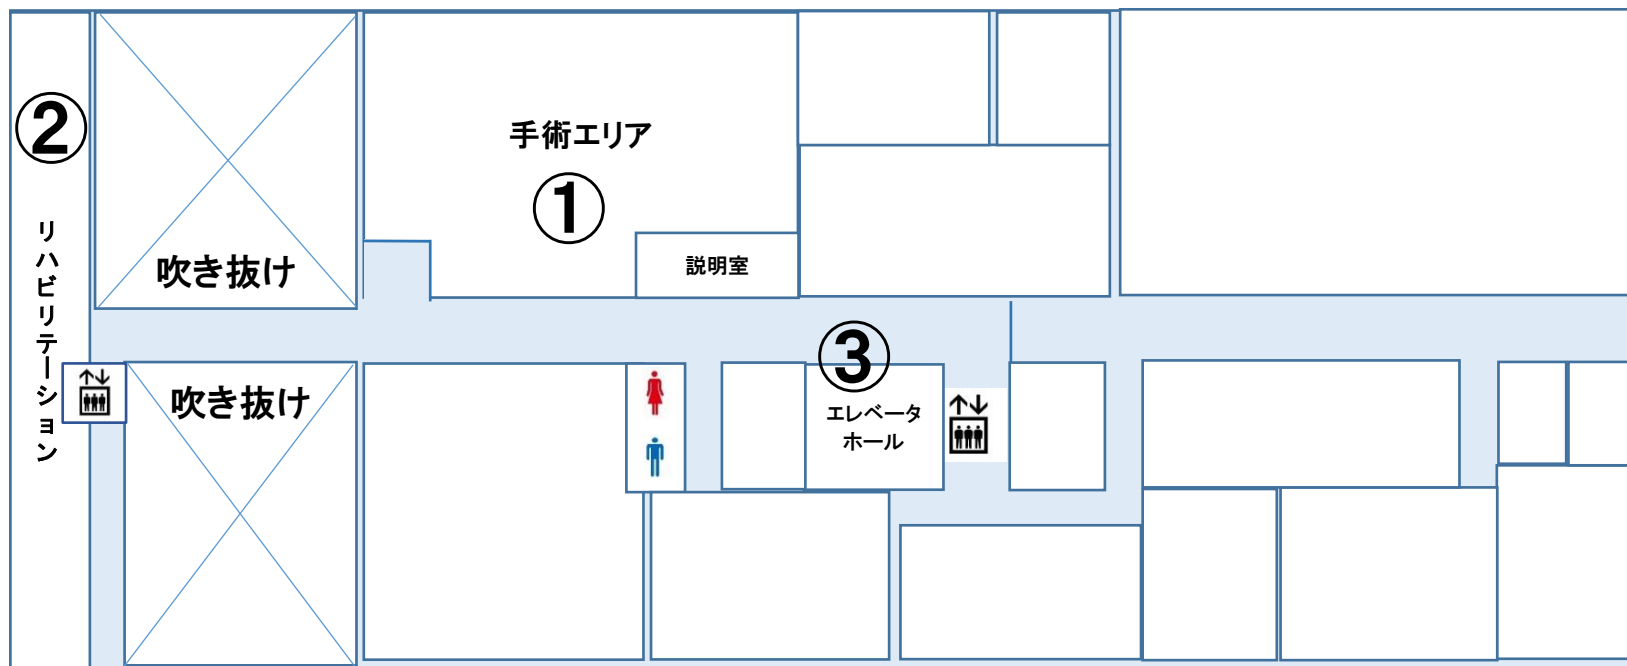 ②
リハビリテーション
吹き抜け
吹き抜け
手術エリア
①
説明室
③
エレベータ
ホール